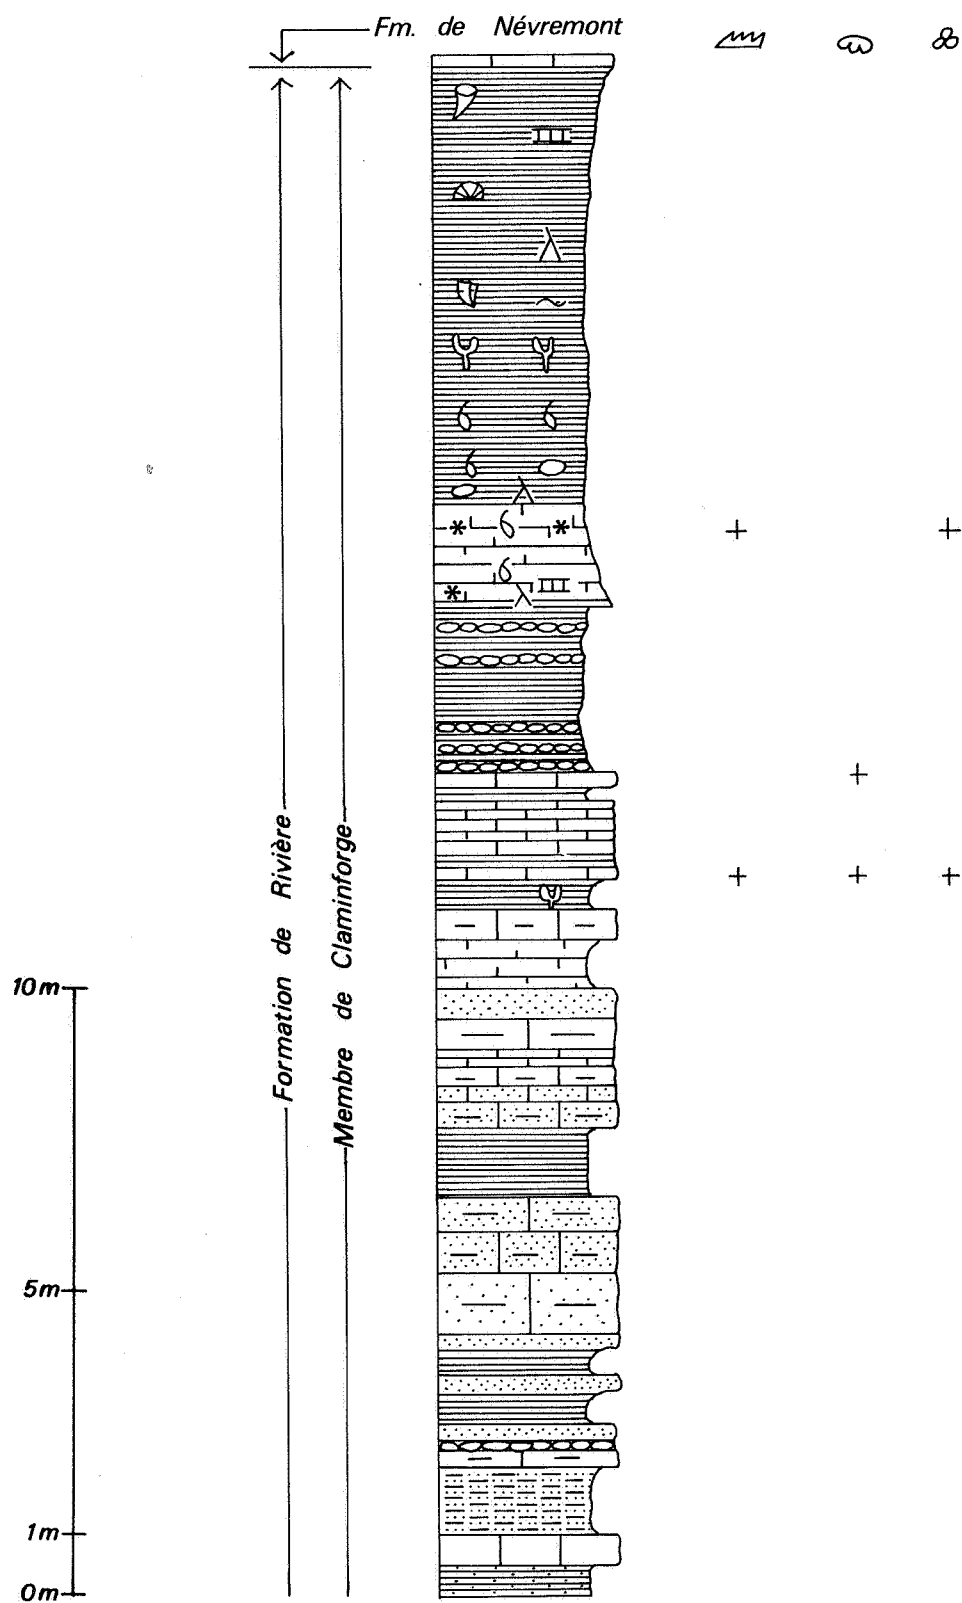 Fm. de Névremont
Formation de Rivière
Membre de Claminforge
10m
5m
1m
0m